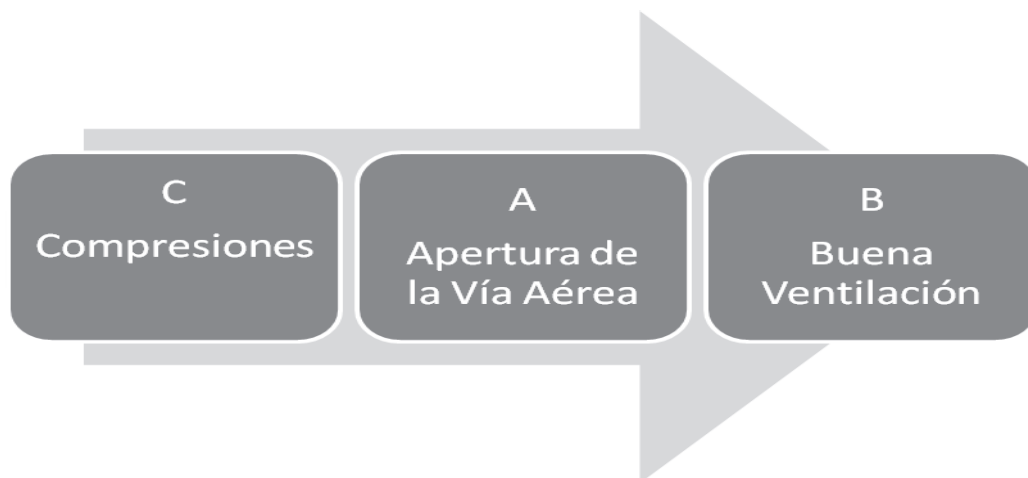 C
Compresiones
A
Apertura de
la Vía Aérea
B
Buena
Ventilación